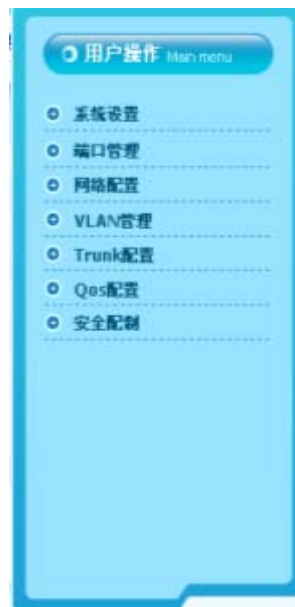 用户操作 Main menu
系统设置
端口管理
网络配置
VLAN管理
Trunk配置
Qos配置
安全配制